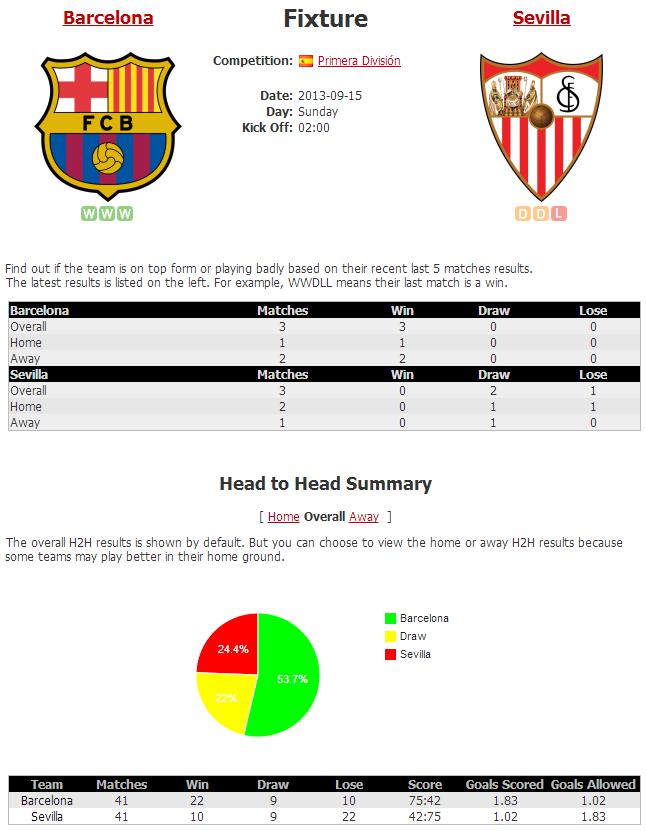 Barcelona Fixture Sevilla
Competition: Primera División
Date: 2013-09-15
Day: Sunday
Kick Off: 02:00
F C B
W W W
D D L
Find out if the team is on top form or playing badly based on their recent last 5 matches results.
The latest results is listed on the left. For example, WWDLL means their last match is a win.
Barcelona Matches Win Draw Lose
Overall 3 3 0 0
Home 1 1 0 0
Away 2 2 0 0
Sevilla Matches Win Draw Lose
Overall 3 0 2 1
Home 2 0 1 1
Away 1 0 1 0
Head to Head Summary
[ Home Overall Away ]
The overall H2H results is shown by default. But you can choose to view the home or away H2H results because
some teams may play better in their home ground.
24.4%
53.7%
22%
Barcelona
Draw
Sevilla
Team Matches Win Draw Lose Score Goals Scored Goals Allowed
Barcelona 41 22 9 10 75:42 1.83 1.02
Sevilla 41 10 9 22 42:75 1.02 1.83